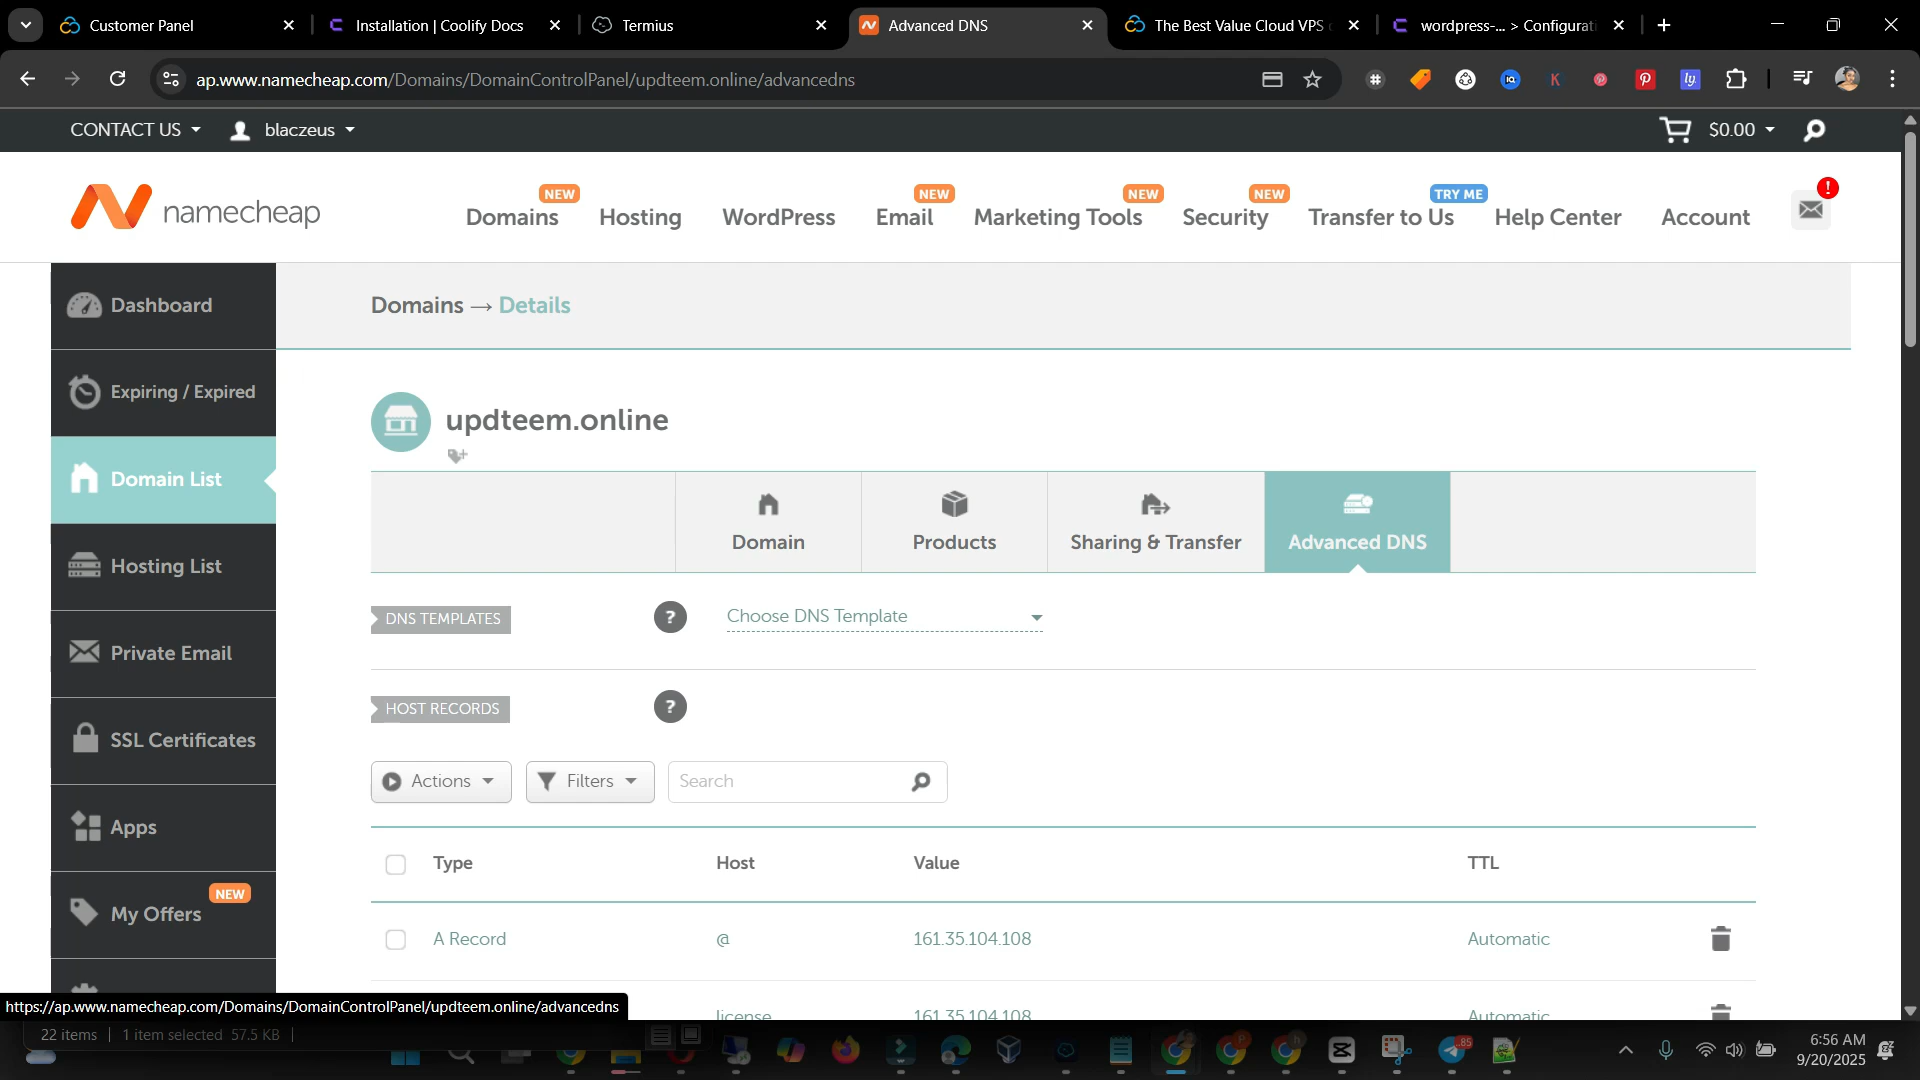 Customer Panel
Installation | Coolify Docs
Termius
Advanced DNS
The Best Value Cloud VPS
wordpress-... > Configurat
ap.www.namecheap.com/Domains/DomainControlPanel/updteem.online/advancedns
CONTACT US
blaczeus
$0.00
namecheap
NEW
Domains
Hosting
WordPress
NEW
Email
NEW
Marketing Tools
NEW
Security
TRY ME
Transfer to Us
Help Center
Account
!
Dashboard
Expiring / Expired
Domain List
Hosting List
Private Email
SSL Certificates
Apps
NEW
My Offers
Domains → Details
updteem.online
Domain
Products
Sharing & Transfer
Advanced DNS
DNS TEMPLATES
?
Choose DNS Template
HOST RECORDS
?
Actions
Filters
Search
Type Host Value TTL
A Record @ 161.35.104.108 Automatic
license 161.35.104.108 Automatic
https://ap.www.namecheap.com/Domains/DomainControlPanel/updteem.online/advancedns
22 items
1 item selected 57.5 KB
85
6:56 AM
9/20/2025